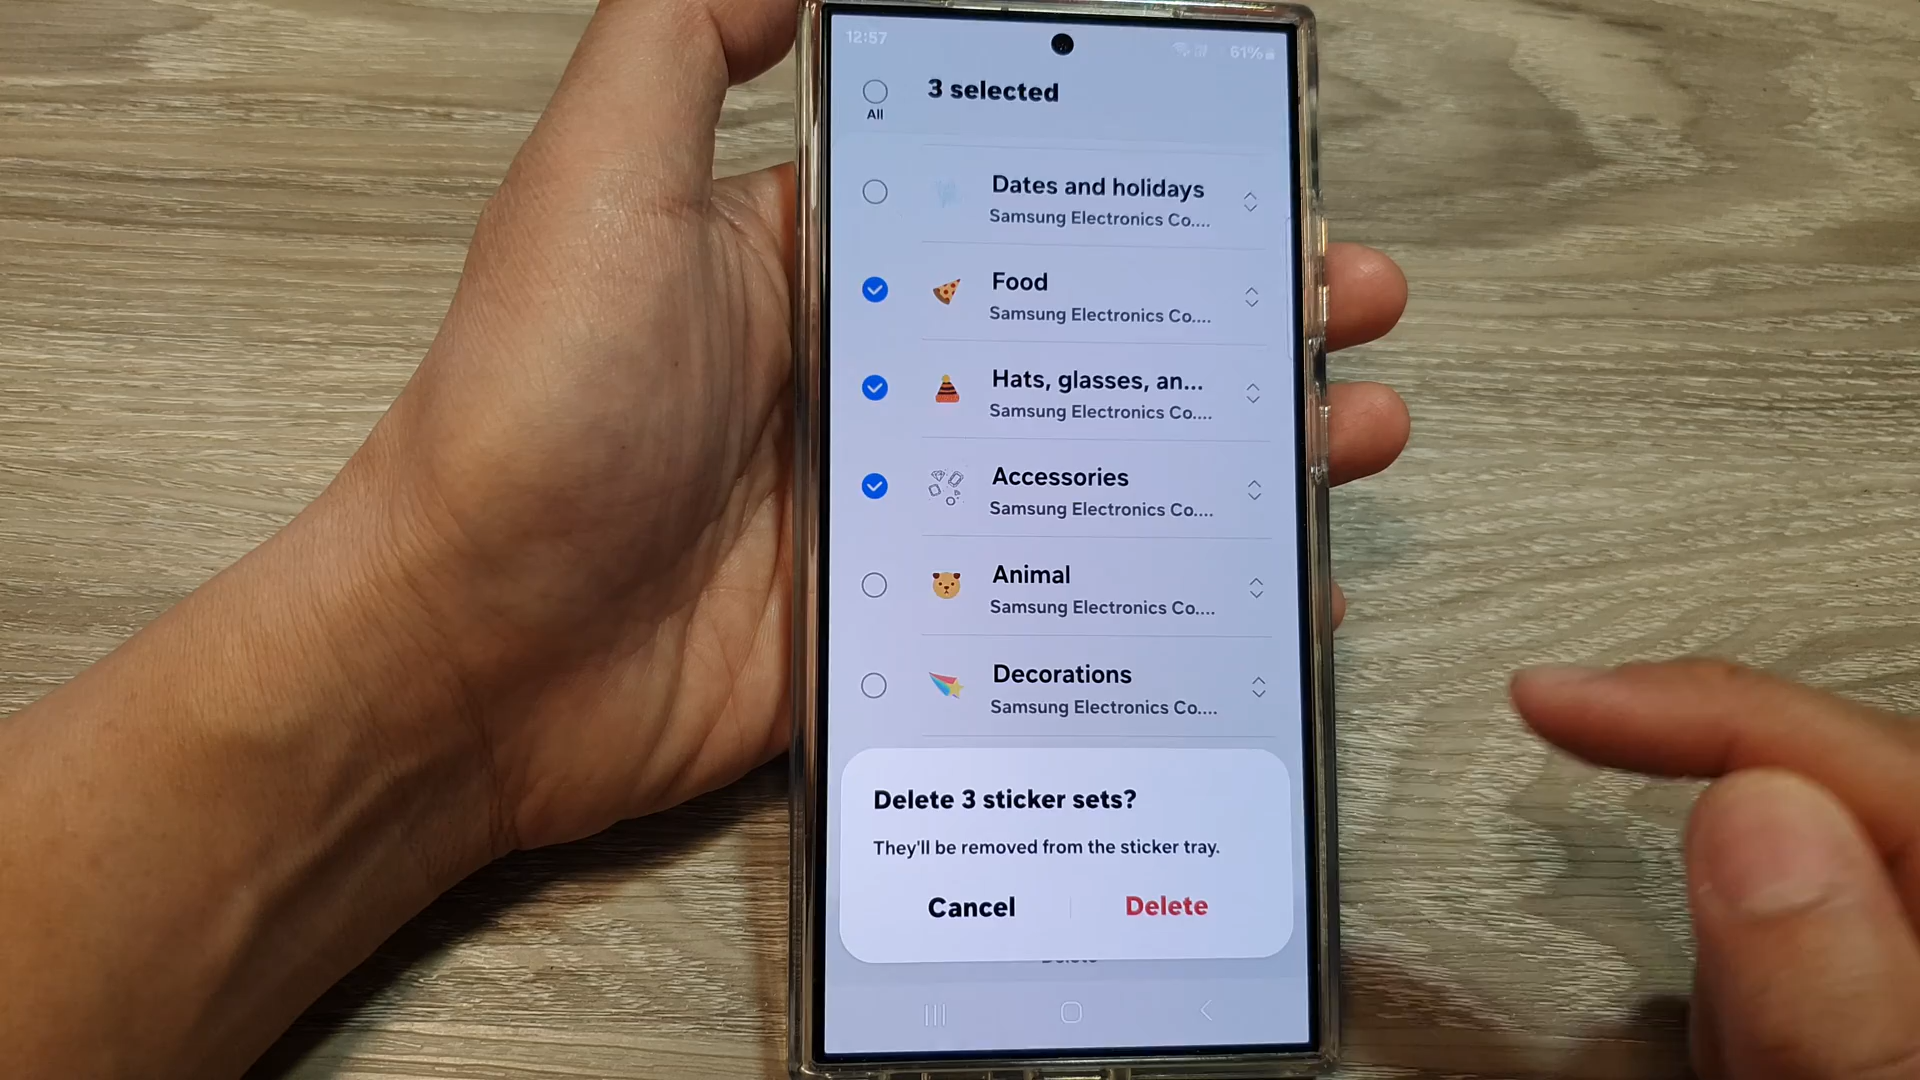 12:57
61%
3 selected
All
Dates and holidays
Samsung Electronics Co....
Food
Samsung Electronics Co....
Hats, glasses, an...
Samsung Electronics Co....
Accessories
Samsung Electronics Co....
Animal
Samsung Electronics Co....
Decorations
Samsung Electronics Co....
Delete 3 sticker sets?
They'll be removed from the sticker tray.
Cancel
Delete